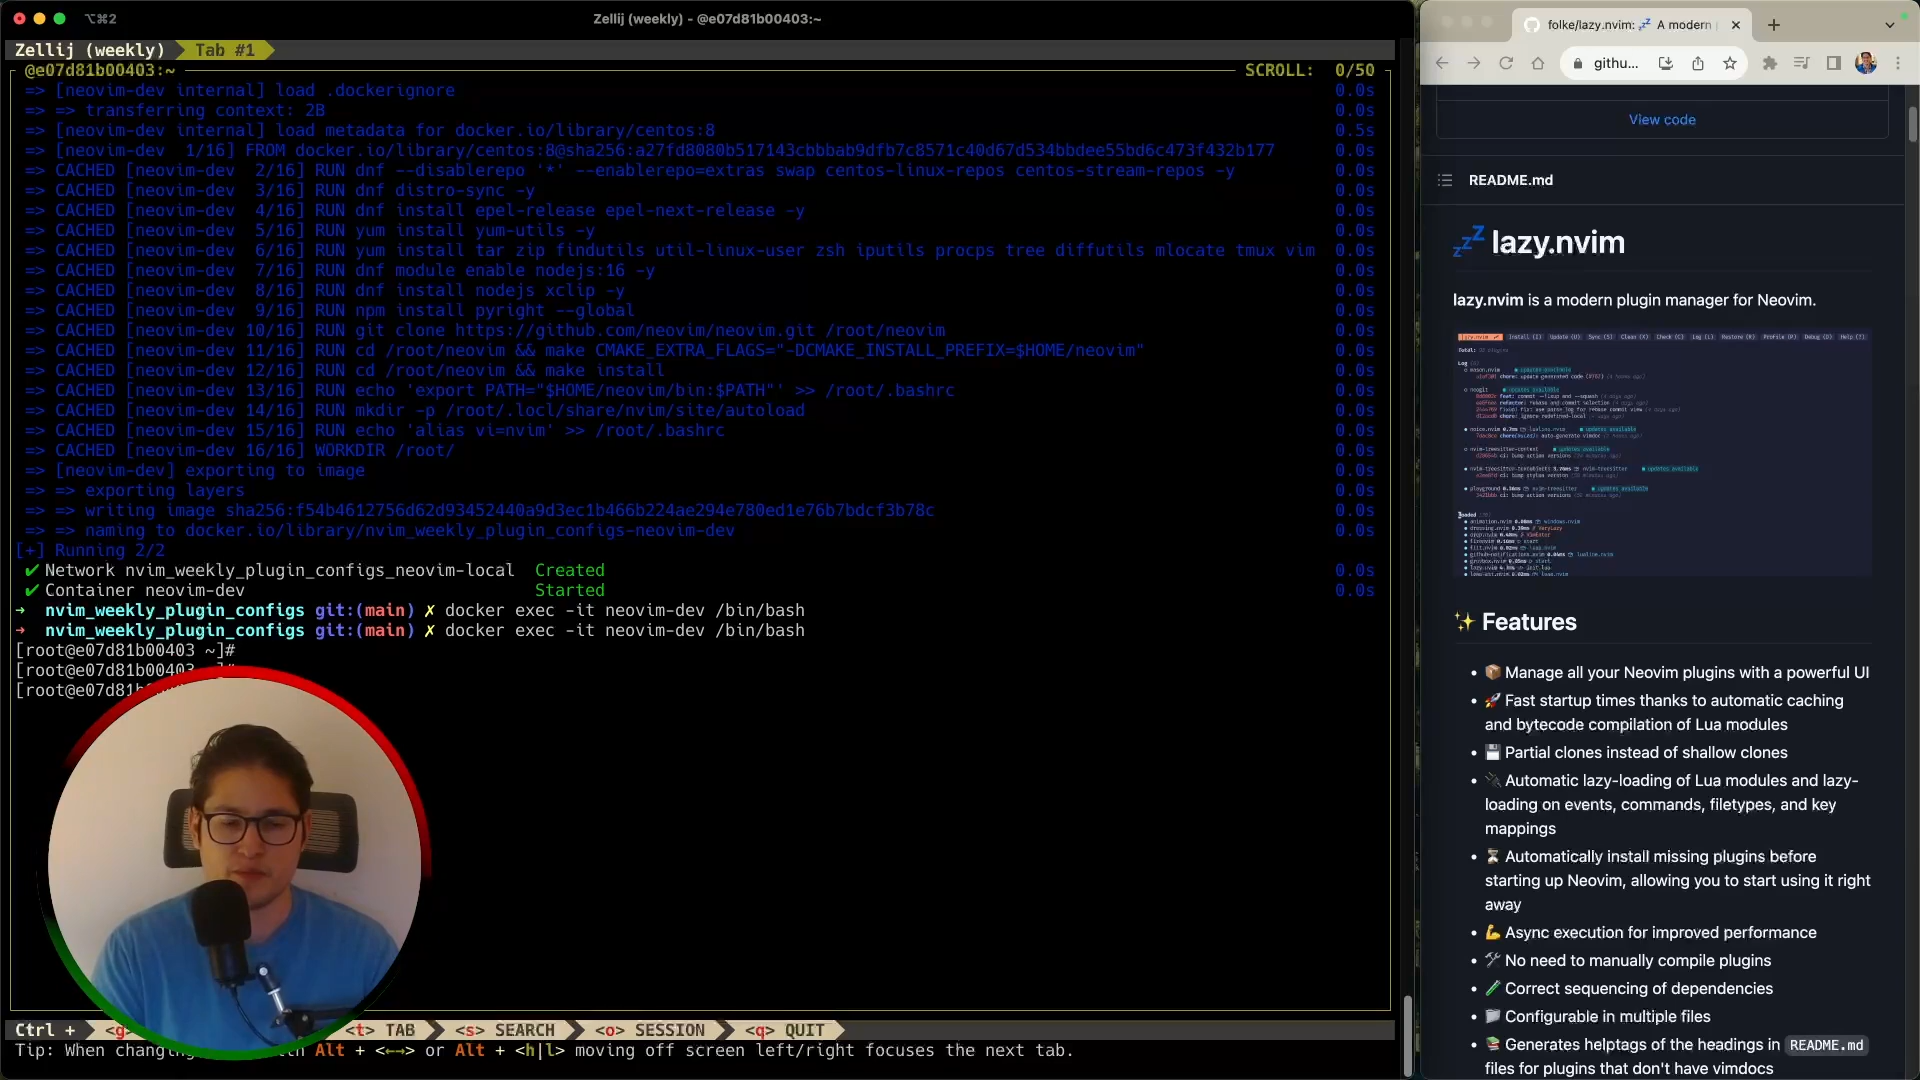 ⌥⌘2
Zellij (weekly) - @e07d81b00403:~
Zellij (weekly) Tab #1
@e07d81b00403:~ SCROLL: 0/50
=> [neovim-dev internal] load .dockerignore 0.0s
=> => transferring context: 2B 0.0s
=> [neovim-dev internal] load metadata for docker.io/library/centos:8 0.5s
=> [neovim-dev  1/16] FROM docker.io/library/centos:8@sha256:a27fd8080b517143cbbbab9dfb7c8571c40d67d534bbdee55bd6c473f432b177 0.0s
=> CACHED [neovim-dev  2/16] RUN dnf --disablerepo '*' --enablerepo=extras swap centos-linux-repos centos-stream-repos -y 0.0s
=> CACHED [neovim-dev  3/16] RUN dnf distro-sync -y 0.0s
=> CACHED [neovim-dev  4/16] RUN dnf install epel-release epel-next-release -y 0.0s
=> CACHED [neovim-dev  5/16] RUN yum install yum-utils -y 0.0s
=> CACHED [neovim-dev  6/16] RUN yum install tar zip findutils util-linux-user zsh iputils procps tree diffutils mlocate tmux vim 0.0s
=> CACHED [neovim-dev  7/16] RUN dnf module enable nodejs:16 -y 0.0s
=> CACHED [neovim-dev  8/16] RUN dnf install nodejs xclip -y 0.0s
=> CACHED [neovim-dev  9/16] RUN npm install pyright --global 0.0s
=> CACHED [neovim-dev 10/16] RUN git clone https://github.com/neovim/neovim.git /root/neovim 0.0s
=> CACHED [neovim-dev 11/16] RUN cd /root/neovim && make CMAKE_EXTRA_FLAGS="-DCMAKE_INSTALL_PREFIX=$HOME/neovim" 0.0s
=> CACHED [neovim-dev 12/16] RUN cd /root/neovim && make install 0.0s
=> CACHED [neovim-dev 13/16] RUN echo 'export PATH="$HOME/neovim/bin:$PATH"' >> /root/.bashrc 0.0s
=> CACHED [neovim-dev 14/16] RUN mkdir -p /root/.locl/share/nvim/site/autoload 0.0s
=> CACHED [neovim-dev 15/16] RUN echo 'alias vi=nvim' >> /root/.bashrc 0.0s
=> CACHED [neovim-dev 16/16] WORKDIR /root/ 0.0s
=> [neovim-dev] exporting to image 0.0s
=> => exporting layers 0.0s
=> => writing image sha256:f54b4612756d62d93452440a9d3ec1b466b224ae294e780ed1e76b7bdcf3b78c 0.0s
=> => naming to docker.io/library/nvim_weekly_plugin_configs-neovim-dev 0.0s
[+] Running 2/2
✔ Network nvim_weekly_plugin_configs_neovim-local  Created 0.0s
✔ Container neovim-dev  Started 0.0s
➜  nvim_weekly_plugin_configs git:(main) ✗ docker exec -it neovim-dev /bin/bash
➜  nvim_weekly_plugin_configs git:(main) ✗ docker exec -it neovim-dev /bin/bash
[root@e07d81b00403 ~]#
[root@e07d81b00403 ~]#
[root@e07d81b
Ctrl + <g> <t> TAB <s> SEARCH <o> SESSION <q> QUIT
Tip: When changing with Alt + <←→> or Alt + <h|l> moving off screen left/right focuses the next tab.
folke/lazy.nvim: 💤 A modern
githu...
View code
README.md
💤 lazy.nvim
lazy.nvim is a modern plugin manager for Neovim.
✨ Features
• 📦 Manage all your Neovim plugins with a powerful UI
• 🚀 Fast startup times thanks to automatic caching
and bytecode compilation of Lua modules
• 💾 Partial clones instead of shallow clones
• 🔌 Automatic lazy-loading of Lua modules and lazy-
loading on events, commands, filetypes, and key
mappings
• ⏳ Automatically install missing plugins before
starting up Neovim, allowing you to start using it right
away
• 💪 Async execution for improved performance
• 🛠️ No need to manually compile plugins
• 🧪 Correct sequencing of dependencies
• 📁 Configurable in multiple files
• 📚 Generates helptags of the headings in README.md
files for plugins that don't have vimdocs